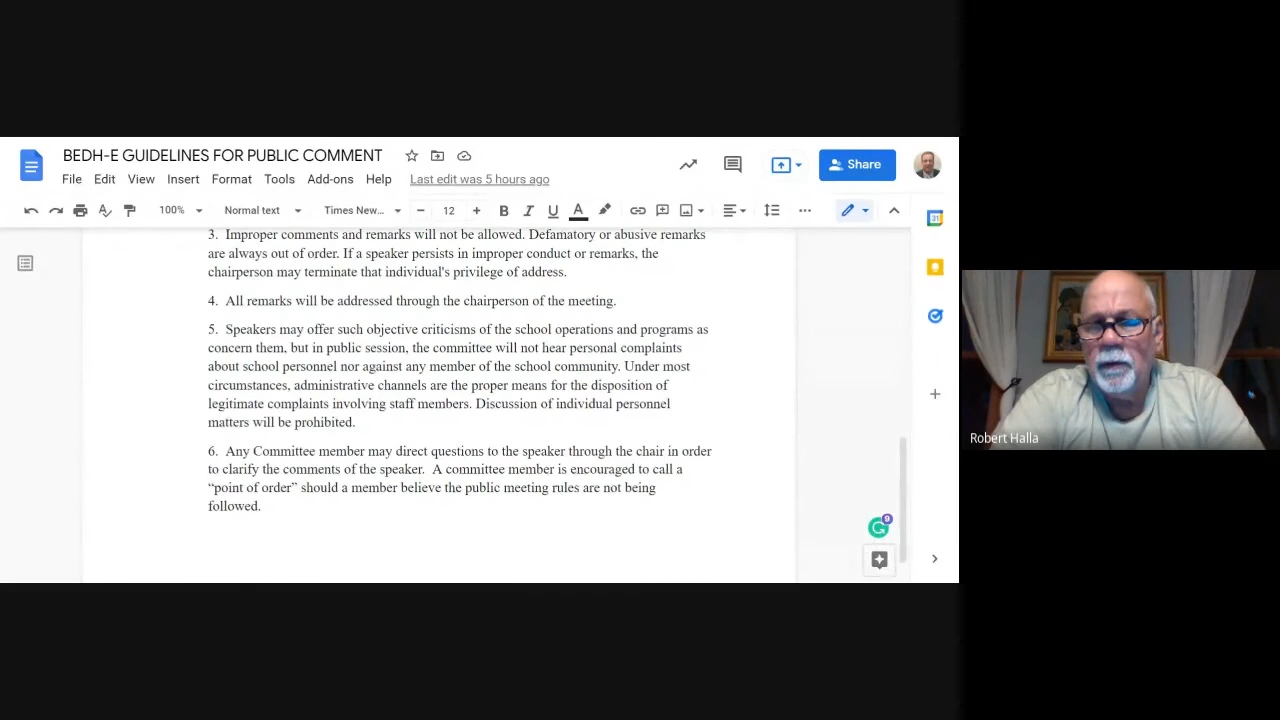 BEDH-E GUIDELINES FOR PUBLIC COMMENT
Share
File Edit View Insert Format Tools Add-ons Help Last edit was 5 hours ago
100% Normal text Times New... 12 B I U A
31
3. Improper comments and remarks will not be allowed. Defamatory or abusive remarks
are always out of order. If a speaker persists in improper conduct or remarks, the
chairperson may terminate that individual's privilege of address.
4. All remarks will be addressed through the chairperson of the meeting.
5. Speakers may offer such objective criticisms of the school operations and programs as
concern them, but in public session, the committee will not hear personal complaints
about school personnel nor against any member of the school community. Under most
circumstances, administrative channels are the proper means for the disposition of
legitimate complaints involving staff members. Discussion of individual personnel
matters will be prohibited.
6. Any Committee member may direct questions to the speaker through the chair in order
to clarify the comments of the speaker. A committee member is encouraged to call a
“point of order” should a member believe the public meeting rules are not being
followed.
9
Robert Halla